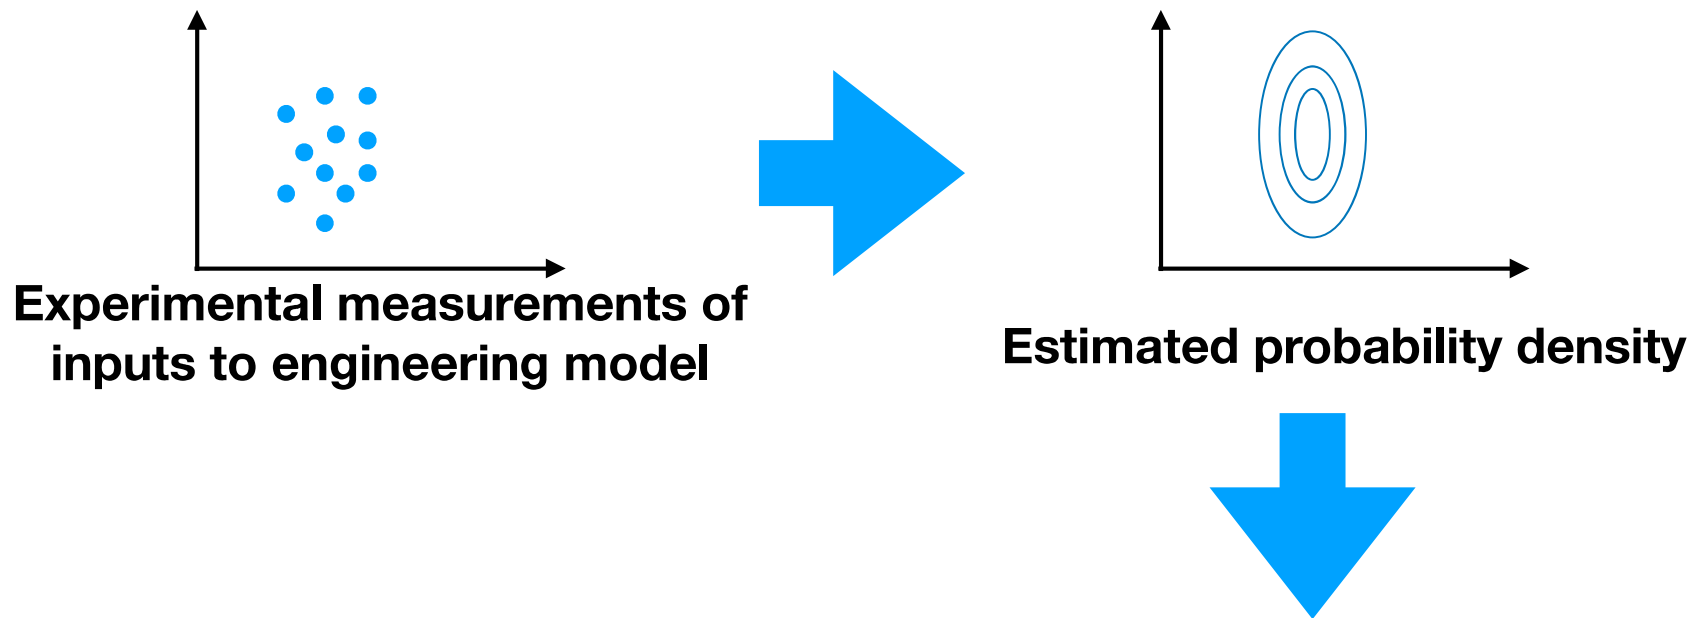 Experimental measurements of
inputs to engineering model
Estimated probability density